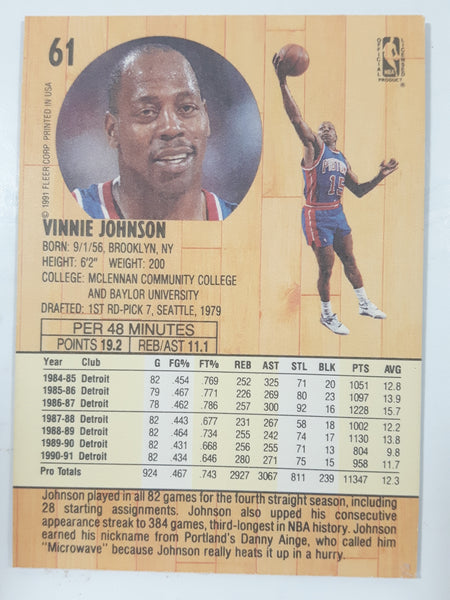 61
OFFICIAL LICENSED
NBA
PRODUCT ®
© 1991 FLEER CORP. PRINTED IN USA
PISTONS
15
VINNIE JOHNSON
BORN: 9/1/56, BROOKLYN, NY
HEIGHT: 6'2" WEIGHT: 200
COLLEGE: MCLENNAN COMMUNITY COLLEGE
AND BAYLOR UNIVERSITY
DRAFTED: 1ST RD-PICK 7, SEATTLE, 1979
PER 48 MINUTES
POINTS 19.2 REB/AST 11.1
Year Club G FG% FT% REB AST STL BLK PTS AVG
1984-85 Detroit 82 .454 .769 252 325 71 20 1051 12.8
1985-86 Detroit 79 .467 .771 226 269 80 23 1097 13.9
1986-87 Detroit 78 .462 .786 257 300 92 16 1228 15.7
1987-88 Detroit 82 .443 .677 231 267 58 18 1002 12.2
1988-89 Detroit 82 .464 .734 255 242 74 17 1130 13.8
1989-90 Detroit 82 .431 .668 256 255 71 13 804 9.8
1990-91 Detroit 82 .434 .646 280 271 75 15 958 11.7
Pro Totals 924 .467 .743 2927 3067 811 239 11347 12.3
Johnson played in all 82 games for the fourth straight season, including
28 starting assignments. Johnson also upped his consecutive
appearance streak to 384 games, third-longest in NBA history. Johnson
earned his nickname from Portland's Danny Ainge, who called him
"Microwave" because Johnson really heats it up in a hurry.